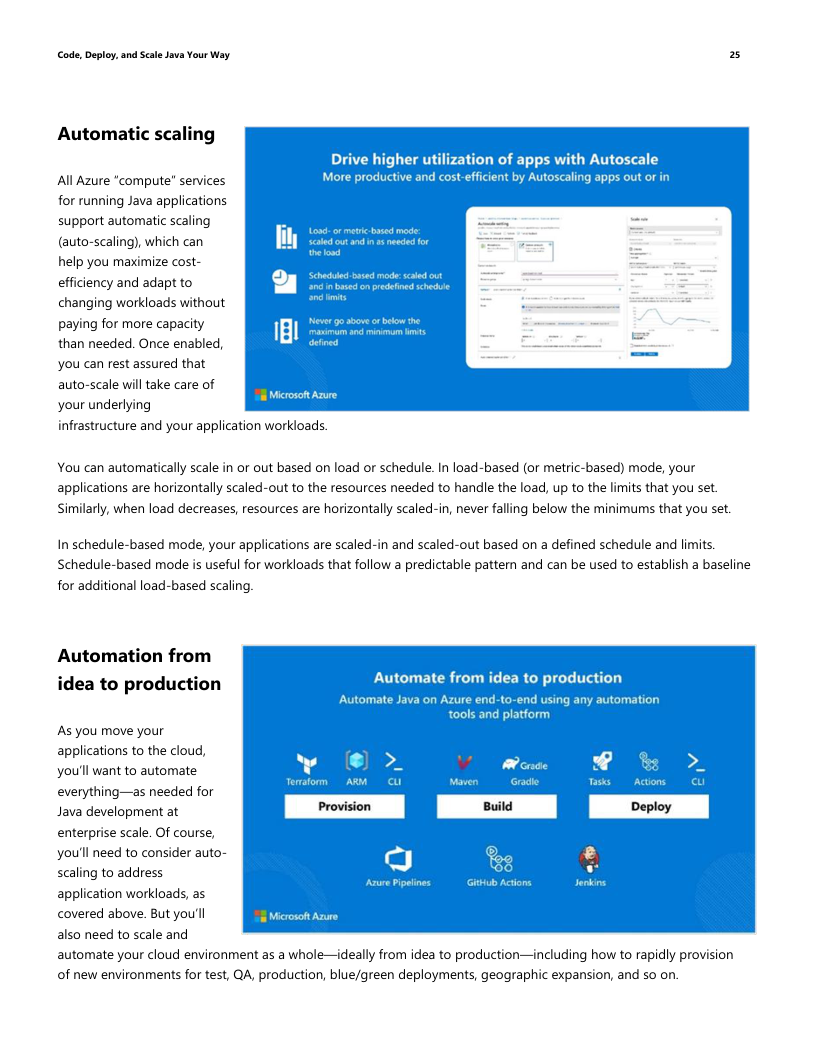 Code, Deploy, and Scale Java Your Way
25
Automatic scaling
All Azure “compute” services
for running Java applications
support automatic scaling
(auto-scaling), which can
help you maximize cost-
efficiency and adapt to
changing workloads without
paying for more capacity
than needed. Once enabled,
you can rest assured that
auto-scale will take care of
your underlying
infrastructure and your application workloads.
Drive higher utilization of apps with Autoscale
More productive and cost-efficient by Autoscaling apps out or in
Load- or metric-based mode:
scaled out and in as needed for
the load
Scheduled-based mode: scaled out
and in based on predefined schedule
and limits
Never go above or below the
maximum and minimum limits
defined
Autoscale setting
Scale rule
Microsoft Azure
You can automatically scale in or out based on load or schedule. In load-based (or metric-based) mode, your
applications are horizontally scaled-out to the resources needed to handle the load, up to the limits that you set.
Similarly, when load decreases, resources are horizontally scaled-in, never falling below the minimums that you set.
In schedule-based mode, your applications are scaled-in and scaled-out based on a defined schedule and limits.
Schedule-based mode is useful for workloads that follow a predictable pattern and can be used to establish a baseline
for additional load-based scaling.
Automation from
idea to production
As you move your
applications to the cloud,
you’ll want to automate
everything—as needed for
Java development at
enterprise scale. Of course,
you’ll need to consider auto-
scaling to address
application workloads, as
covered above. But you’ll
also need to scale and
automate your cloud environment as a whole—ideally from idea to production—including how to rapidly provision
of new environments for test, QA, production, blue/green deployments, geographic expansion, and so on.
Automate from idea to production
Automate Java on Azure end-to-end using any automation
tools and platform
Terraform ARM CLI
Provision
Gradle
Maven Gradle
Build
Tasks Actions CLI
Deploy
Azure Pipelines GitHub Actions Jenkins
Microsoft Azure